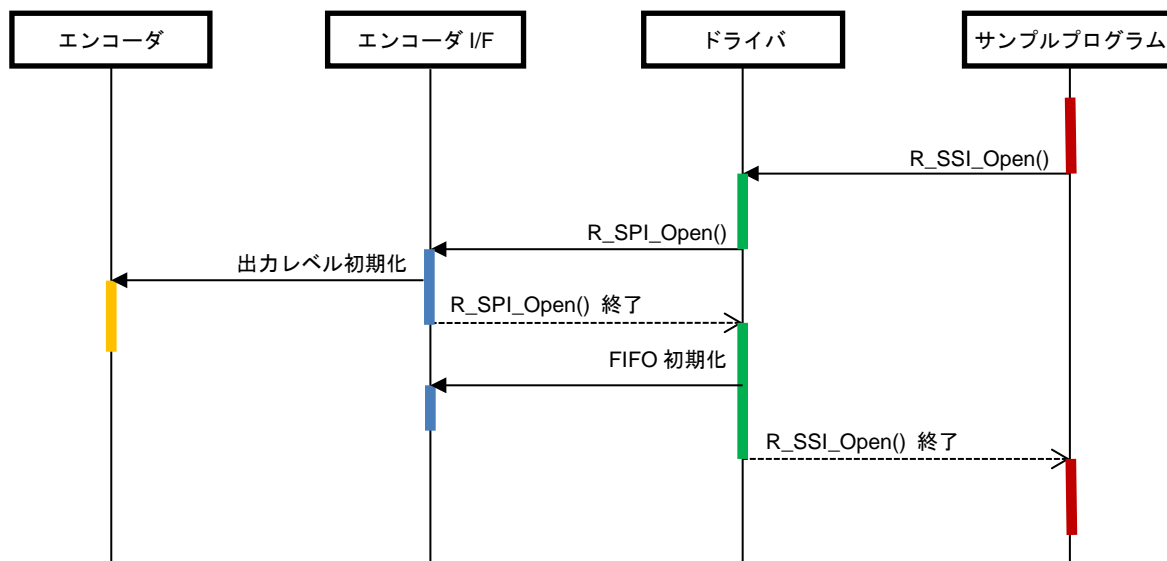 エンコーダ
エンコーダ I/F
ドライバ
サンプルプログラム
R_SSI_Open()
R_SPI_Open()
出力レベル初期化
R_SPI_Open() 終了
FIFO 初期化
R_SSI_Open() 終了